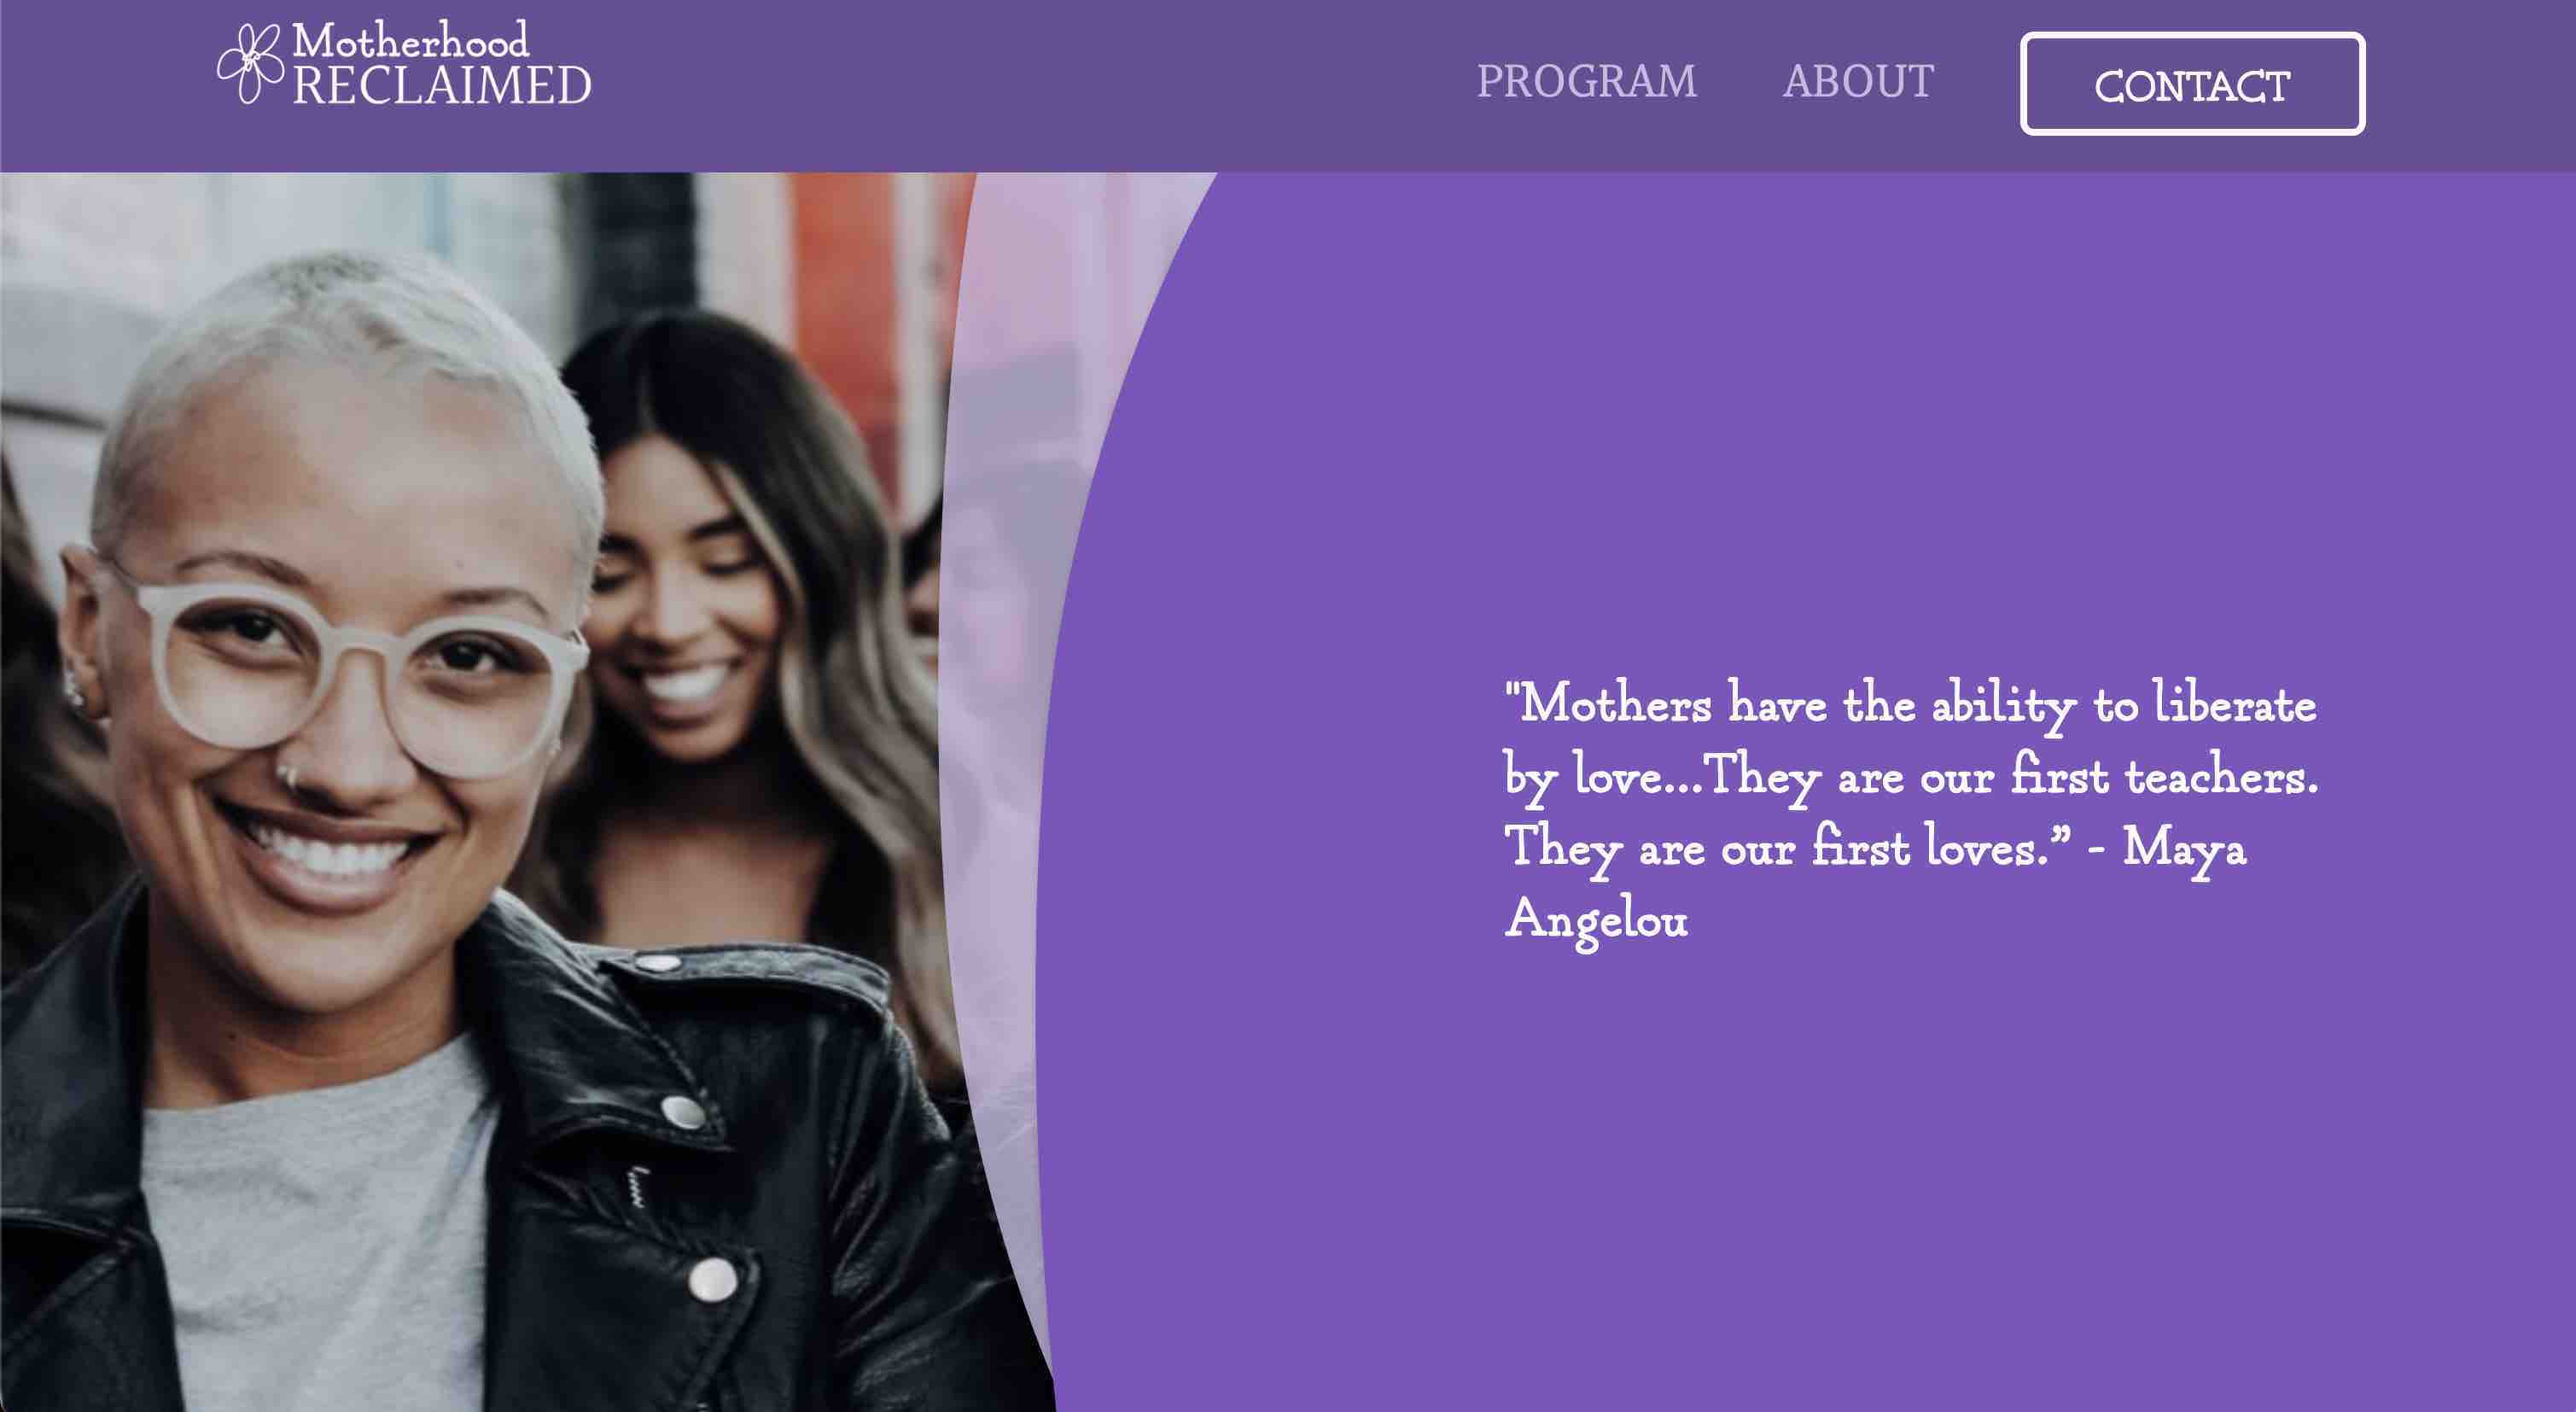 Motherhood
RECLAIMED
PROGRAM
ABOUT
CONTACT
"Mothers have the ability to liberate
by love...They are our first teachers.
They are our first loves.” - Maya
Angelou